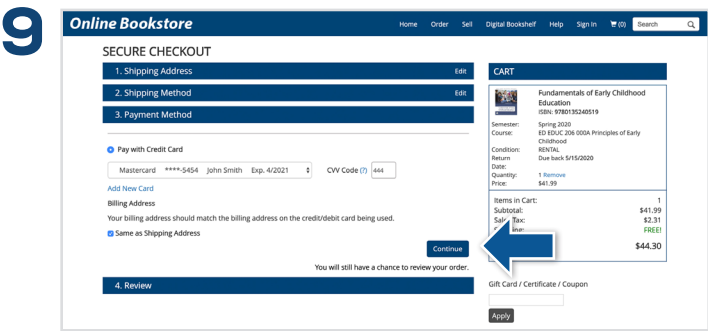 9
Online Bookstore
Home Order Sell Digital Bookshelf Help Sign In (0) Search
SECURE CHECKOUT
1. Shipping Address Edit
2. Shipping Method Edit
3. Payment Method
Pay with Credit Card
Mastercard ****-5454 John Smith Exp. 4/2021 CVV Code (?) 444
Add New Card
Billing Address
Your billing address should match the billing address on the credit/debit card being used.
Same as Shipping Address
Continue
You will still have a chance to review your order.
4. Review
CART
Fundamentals of Early Childhood
Education
ISBN: 9780135240519
Semester: Spring 2020
Course: ED EDUC 206 000A Principles of Early
Childhood
Condition: RENTAL
Return Due back 5/15/2020
Date:
Quantity: 1 Remove
Price: $41.99
Items in Cart: 1
Subtotal: $41.99
Tax: $2.31
FREE!
$44.30
Gift Card / Certificate / Coupon
Apply